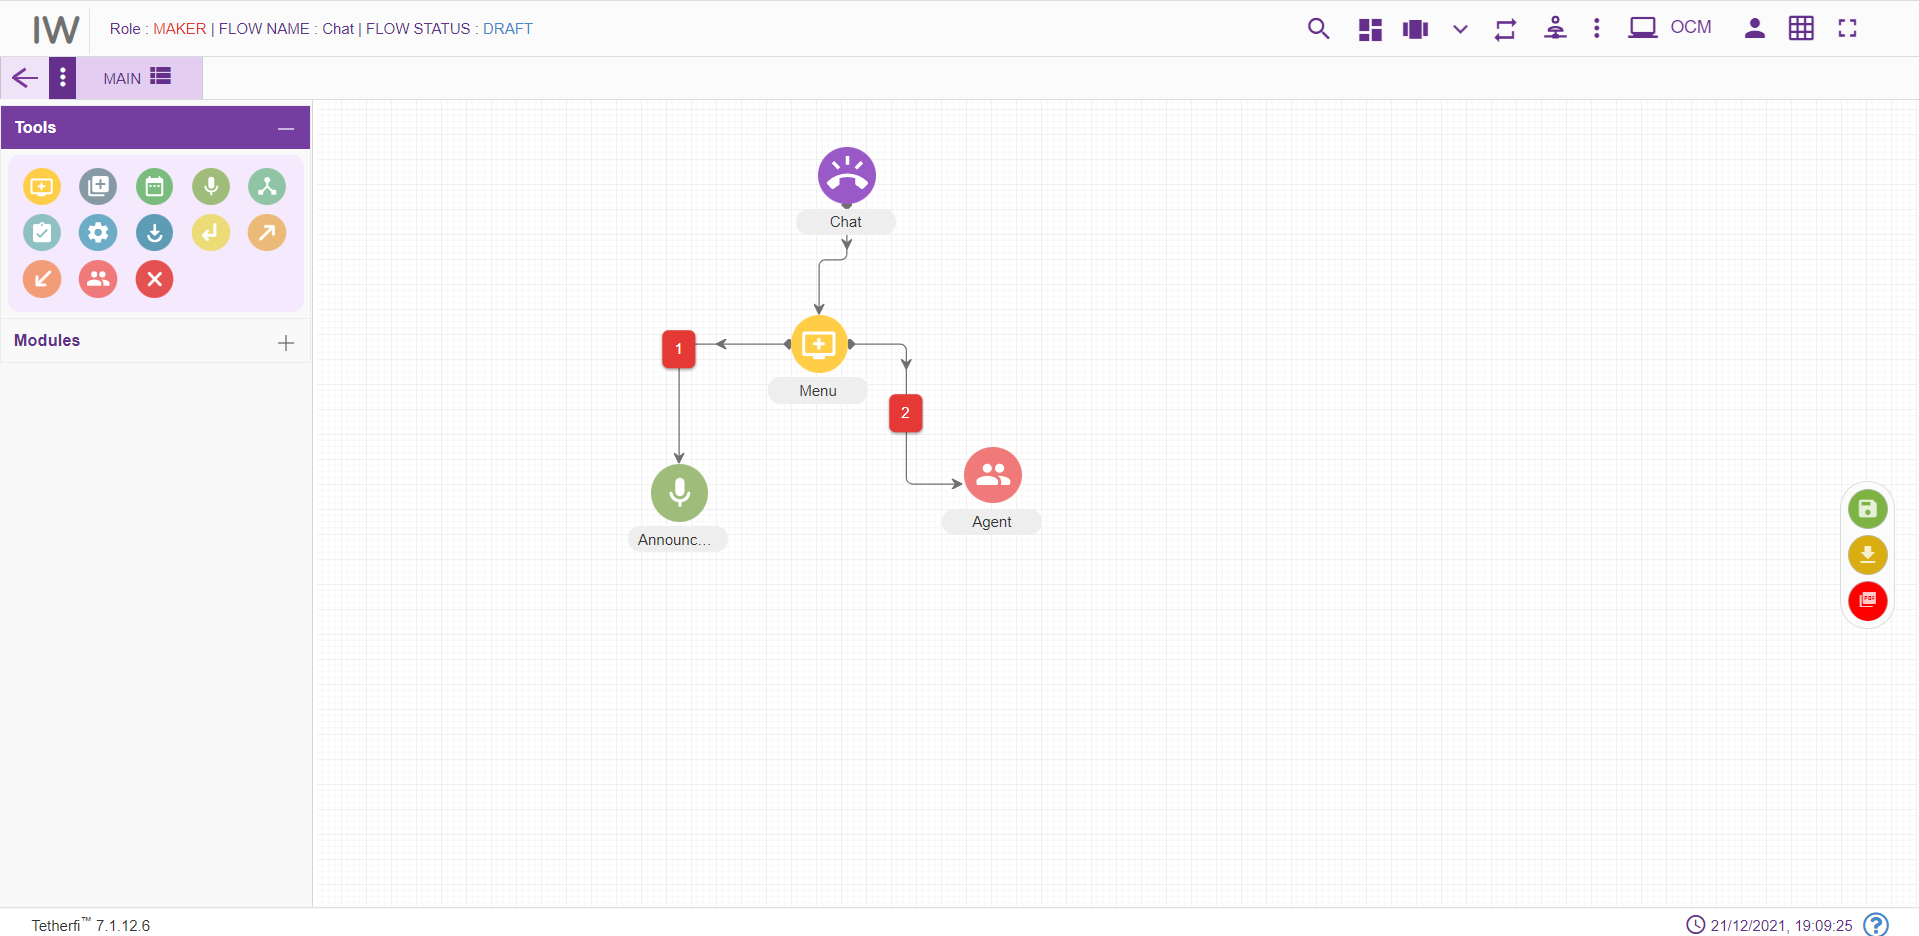 IW
Role : MAKER | FLOW NAME : Chat | FLOW STATUS : DRAFT
OCM
MAIN
Tools
Modules
Chat
1
Menu
2
Agent
Announc...
PDF
Tetherfi™ 7.1.12.6
21/12/2021, 19:09:25
?